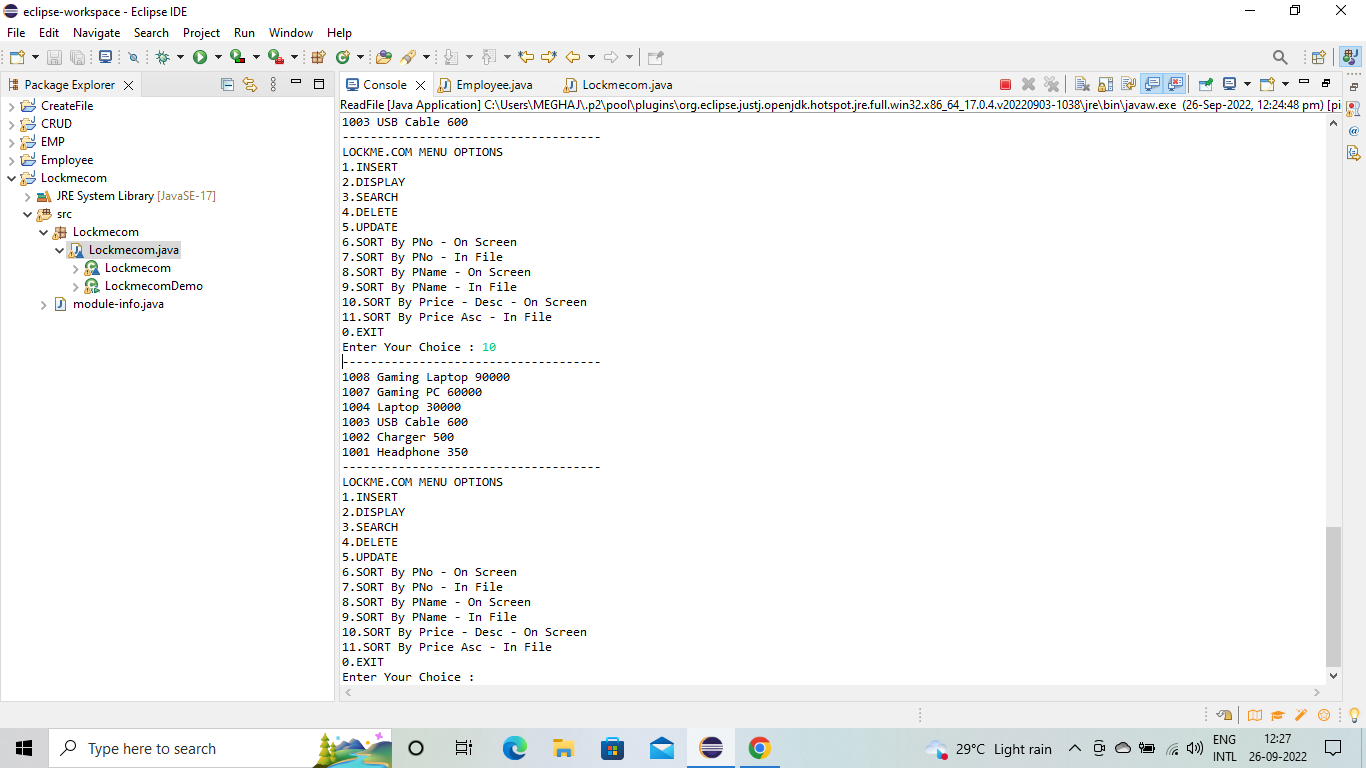 eclipse-workspace - Eclipse IDE
File Edit Navigate Search Project Run Window Help
Package Explorer
CreateFile
CRUD
EMP
Employee
Lockmecom
JRE System Library [JavaSE-17]
src
Lockmecom
Lockmecom.java
Lockmecom
LockmecomDemo
module-info.java
Console Employee.java Lockmecom.java
ReadFile [Java Application] C:\Users\MEGHAJ\.p2\pool\plugins\org.eclipse.justj.openjdk.hotspot.jre.full.win32.x86_64_17.0.4.v20220903-1038\jre\bin\javaw.exe (26-Sep-2022, 12:24:48 pm) [pi
1003 USB Cable 600
-------------------------------------
LOCKME.COM MENU OPTIONS
1.INSERT
2.DISPLAY
3.SEARCH
4.DELETE
5.UPDATE
6.SORT By PNo - On Screen
7.SORT By PNo - In File
8.SORT By PName - On Screen
9.SORT By PName - In File
10.SORT By Price - Desc - On Screen
11.SORT By Price Asc - In File
0.EXIT
Enter Your Choice : 10
-------------------------------------
1008 Gaming Laptop 90000
1007 Gaming PC 60000
1004 Laptop 30000
1003 USB Cable 600
1002 Charger 500
1001 Headphone 350
-------------------------------------
LOCKME.COM MENU OPTIONS
1.INSERT
2.DISPLAY
3.SEARCH
4.DELETE
5.UPDATE
6.SORT By PNo - On Screen
7.SORT By PNo - In File
8.SORT By PName - On Screen
9.SORT By PName - In File
10.SORT By Price - Desc - On Screen
11.SORT By Price Asc - In File
0.EXIT
Enter Your Choice :
Type here to search
29°C Light rain
ENG
INTL
12:27
26-09-2022